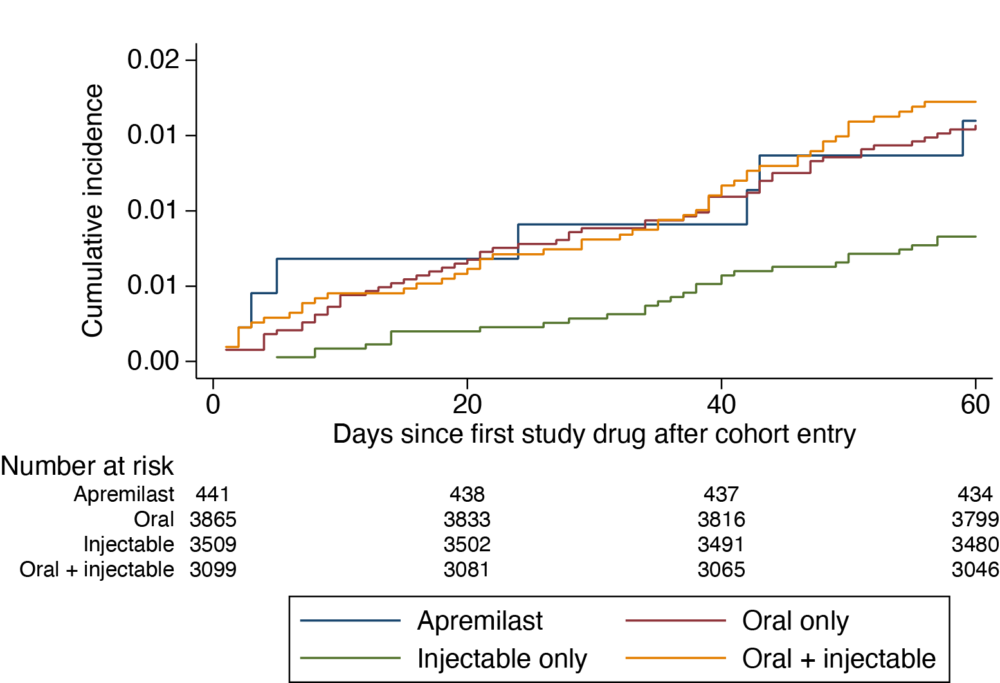 0.02
0.01
0.01
0.01
0.00
Cumulative incidence
0 20 40 60
Days since first study drug after cohort entry
Number at risk
Apremilast 441 438 437 434
Oral 3865 3833 3816 3799
Injectable 3509 3502 3491 3480
Oral + injectable 3099 3081 3065 3046
Apremilast Oral only
Injectable only Oral + injectable